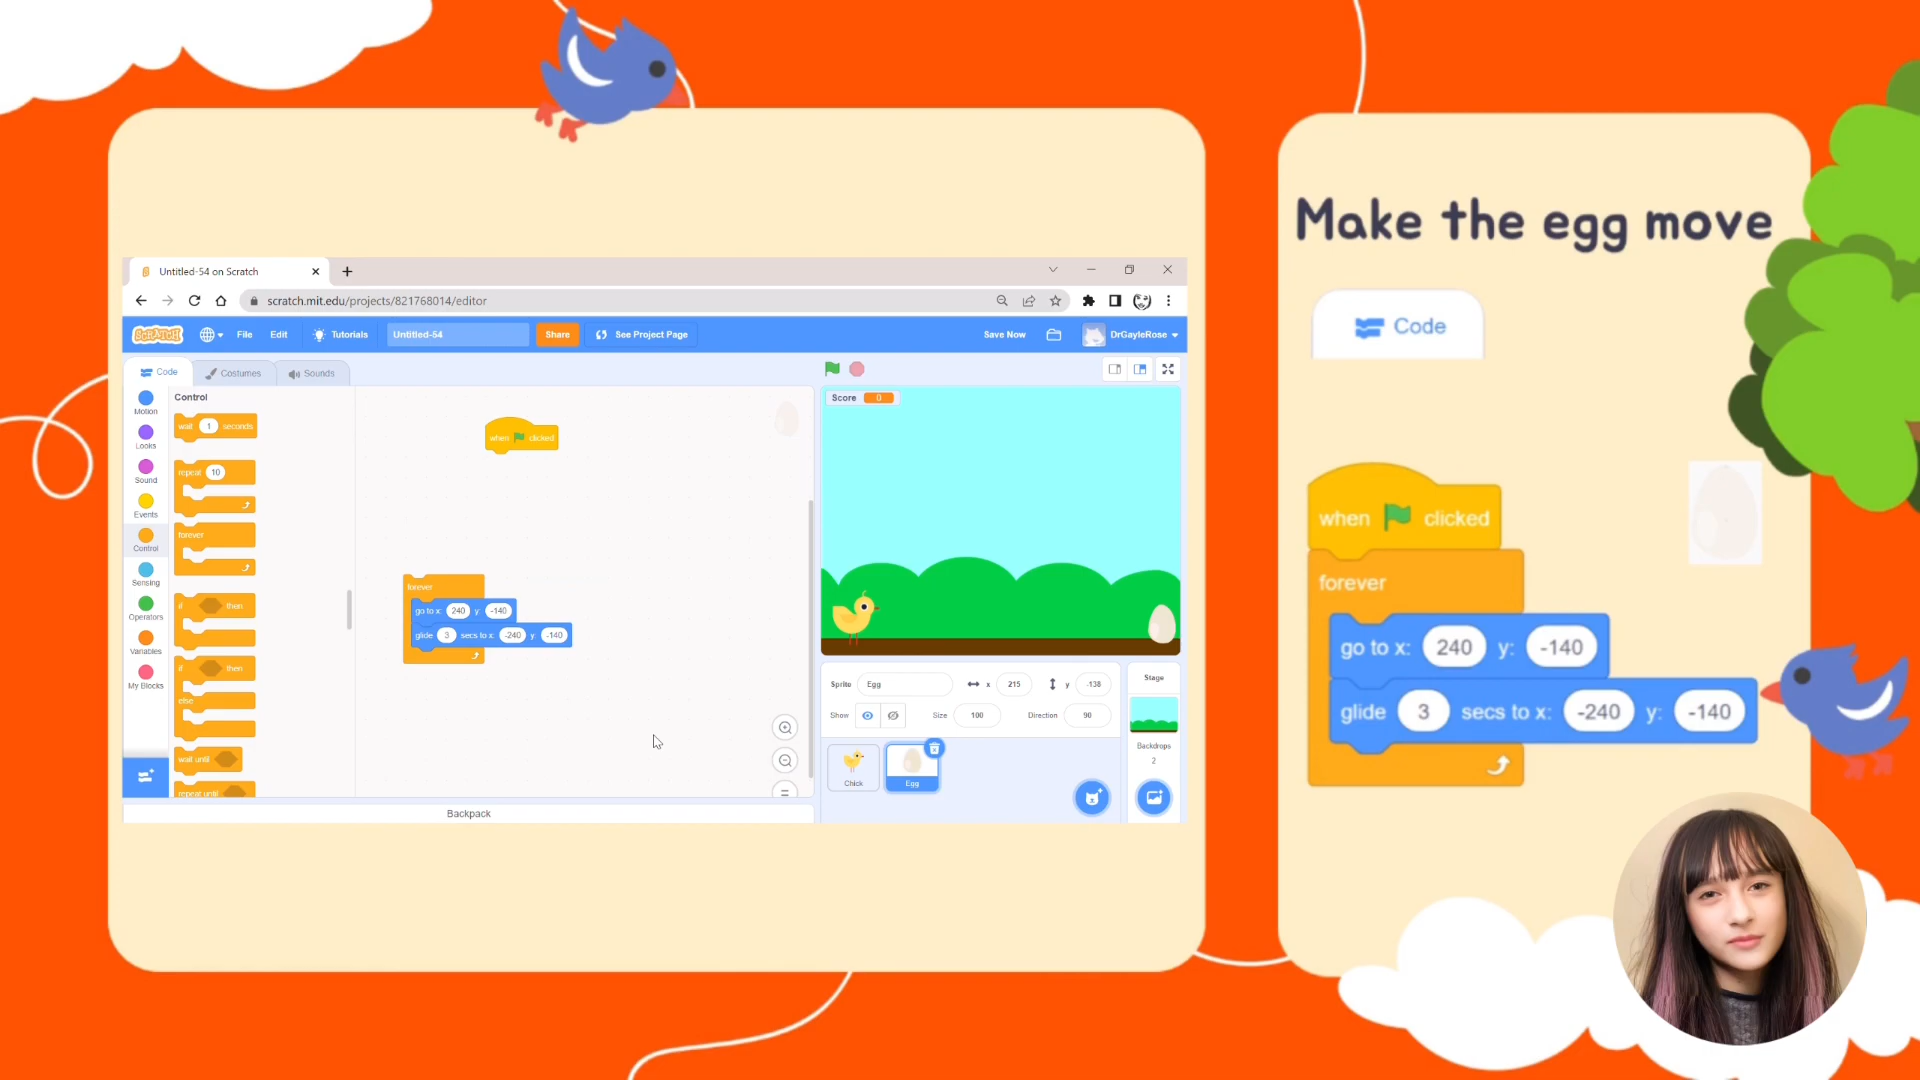 Make the egg move
Code
when clicked
forever
go to x: 240 y: -140
glide 3 secs to x: -240 y: -140
Untitled-54 on Scratch
scratch.mit.edu/projects/821768014/editor
SCRATCH
File Edit Tutorials Untitled-54 Share See Project Page Save Now DrGayleRose
Code Costumes Sounds
Motion
Looks
Sound
Events
Control
Sensing
Operators
Variables
My Blocks
Control
wait 1 seconds
repeat 10
forever
if then
if then
else
wait until
repeat until
when clicked
forever
go to x: 240 y: -140
glide 3 secs to x: -240 y: -140
Backpack
Score 0
Sprite Egg x 215 y -138
Show Size 100 Direction 90
Chick
Egg
Stage
Backdrops
2